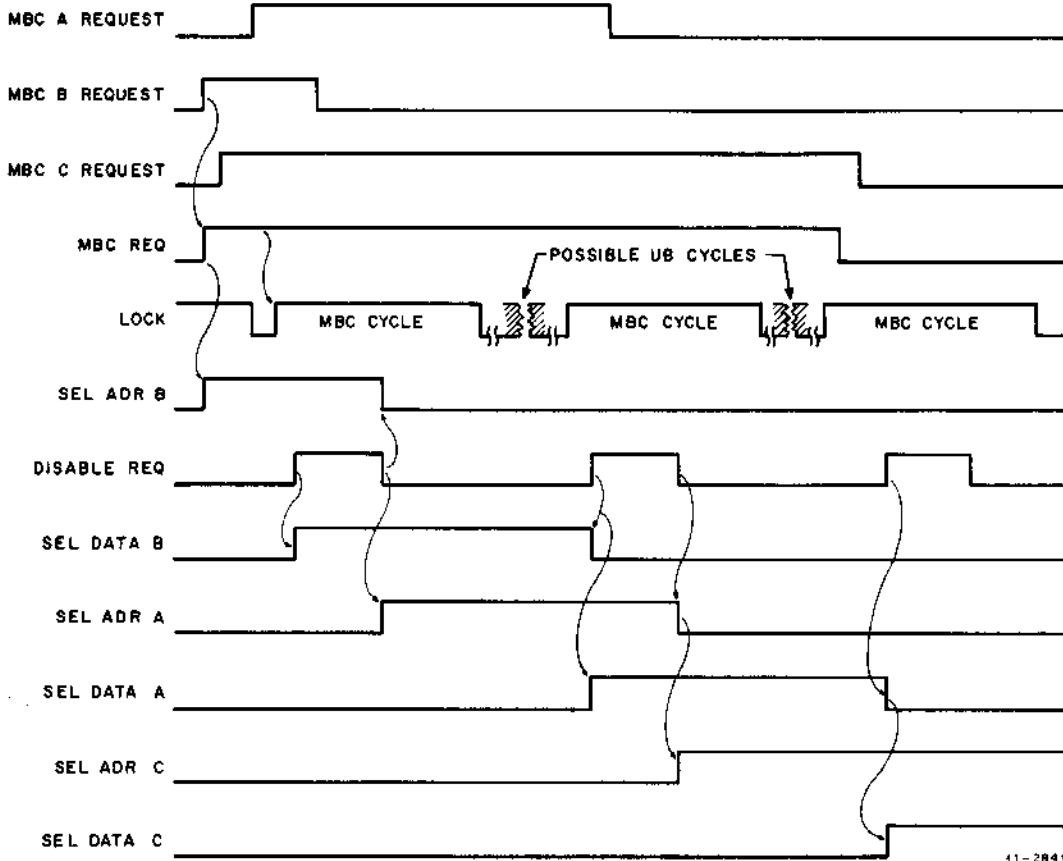 MBC A REQUEST
MBC B REQUEST
MBC C REQUEST
MBC REQ
POSSIBLE UB CYCLES
LOCK
MBC CYCLE
MBC CYCLE
MBC CYCLE
SEL ADR B
DISABLE REQ
SEL DATA B
SEL ADR A
SEL DATA A
SEL ADR C
SEL DATA C